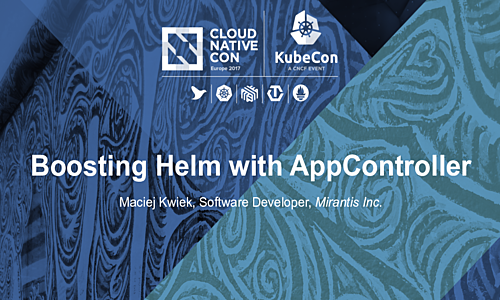 CLOUD
NATIVE
CON
Europe 2017
KubeCon
A CNCF EVENT
Boosting Helm with AppController
Maciej Kwiek, Software Developer, Mirantis Inc.